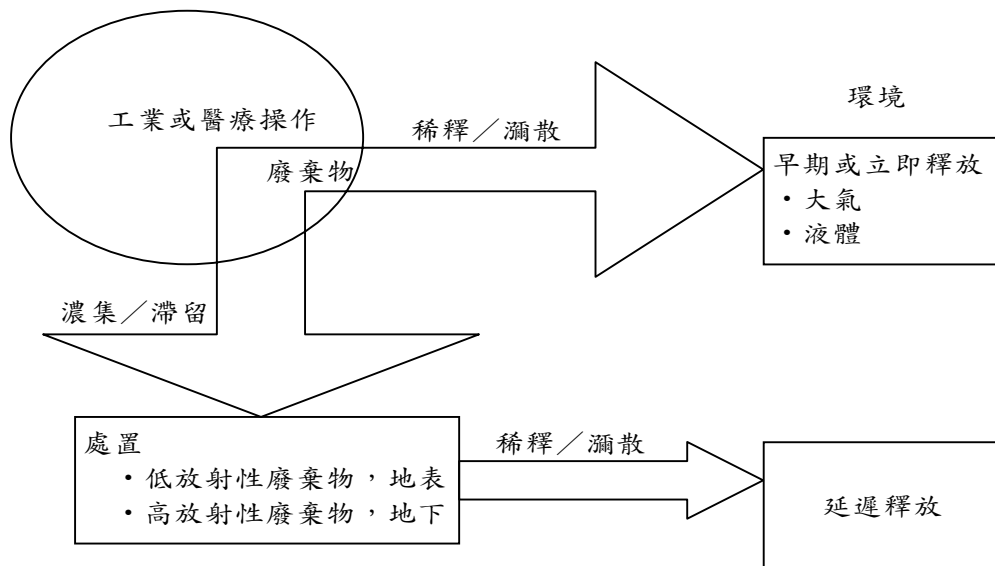 工業或醫療操作
廢棄物
稀釋／瀰散
環境
早期或立即釋放
・大氣
・液體
濃集／滯留
處置
・低放射性廢棄物，地表
・高放射性廢棄物，地下
稀釋／瀰散
延遲釋放